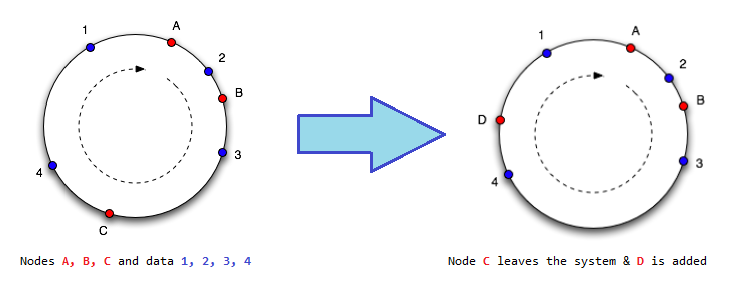 1
A
2
B
3
4
C
Nodes A, B, C and data 1, 2, 3, 4
1
A
2
B
D
3
4
Node C leaves the system & D is added